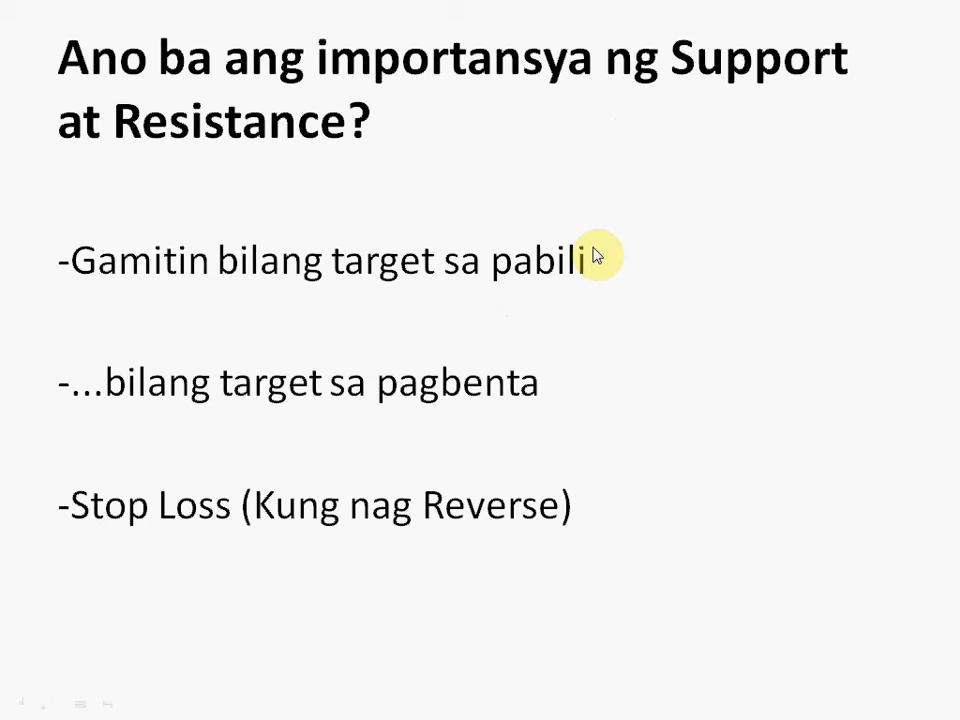 Ano ba ang importansya ng Support
at Resistance?
-Gamitin bilang target sa pabili
-...bilang target sa pagbenta
-Stop Loss (Kung nag Reverse)